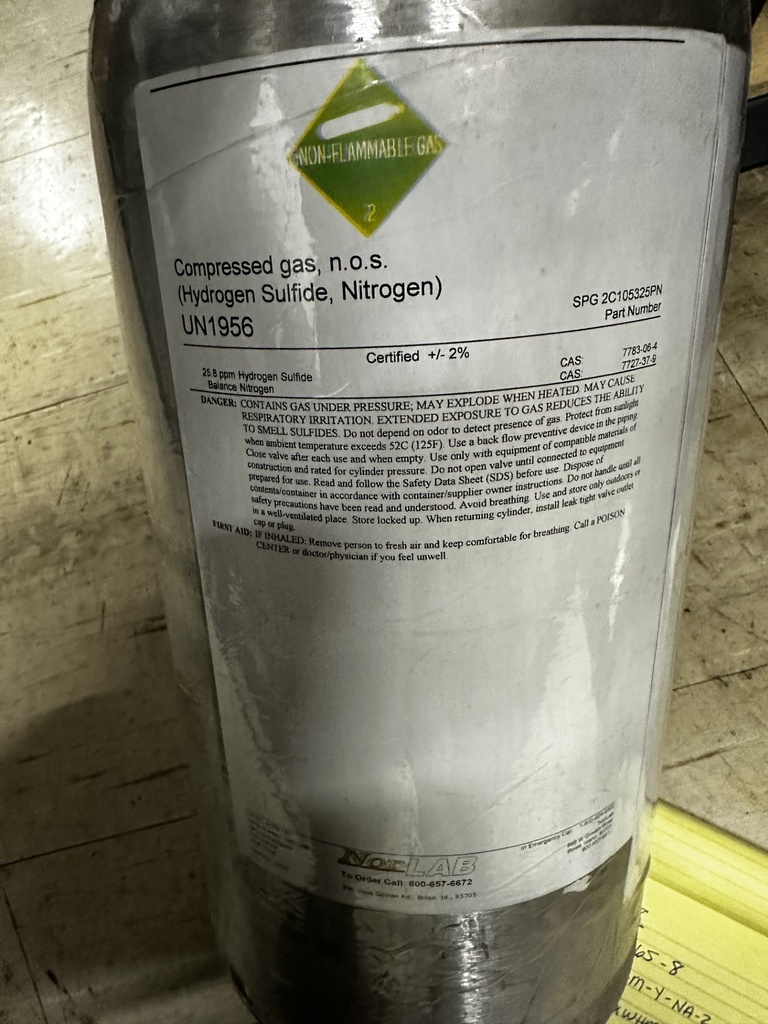 NON-FLAMMABLE GAS
2
Compressed gas, n.o.s.
(Hydrogen Sulfide, Nitrogen)
UN1956
SPG 2C105325PN
Part Number
Certified +/- 2%
25.8 ppm Hydrogen Sulfide CAS: 7783-06-4
Balance Nitrogen CAS: 7727-37-9
DANGER: CONTAINS GAS UNDER PRESSURE; MAY EXPLODE WHEN HEATED. MAY CAUSE
RESPIRATORY IRRITATION. EXTENDED EXPOSURE TO GAS REDUCES THE ABILITY
TO SMELL SULFIDES. Do not depend on odor to detect presence of gas. Protect from sunlight
when ambient temperature exceeds 52C (125F). Use a back flow preventive device in the piping.
Close valve after each use and when empty. Use only with equipment of compatible materials of
construction and rated for cylinder pressure. Do not open valve until connected to equipment
prepared for use. Read and follow the Safety Data Sheet (SDS) before use. Dispose of
contents/container in accordance with container/supplier owner instructions. Do not handle until all
safety precautions have been read and understood. Avoid breathing. Use and store only outdoors or
in a well-ventilated place. Store locked up. When returning cylinder, install leak tight valve outlet
cap or plug.
FIRST AID: IF INHALED: Remove person to fresh air and keep comfortable for breathing. Call a POISON
CENTER or doctor/physician if you feel unwell
In Emergency Call:
NorLAB
To Order Call: 800-657-6672
Boise, Id., 83705
65-8
M-Y-NA-2